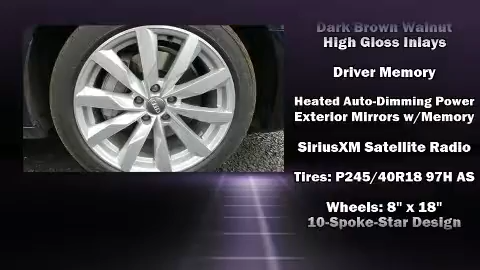 Dark Brown Walnut
High Gloss Inlays
Driver Memory
Heated Auto-Dimming Power
Exterior Mirrors w/Memory
SiriusXM Satellite Radio
Tires: P245/40R18 97H AS
Wheels: 8" x 18"
10-Spoke-Star Design